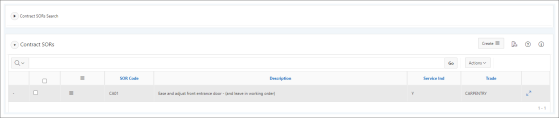 Contract SORs Search
Contract SORs
Create
Go
Actions
SOR Code
Description
Service Ind
Trade
Ease and adjust front entrance door - (and leave in working order)
Y
CARPENTRY
1 - 1